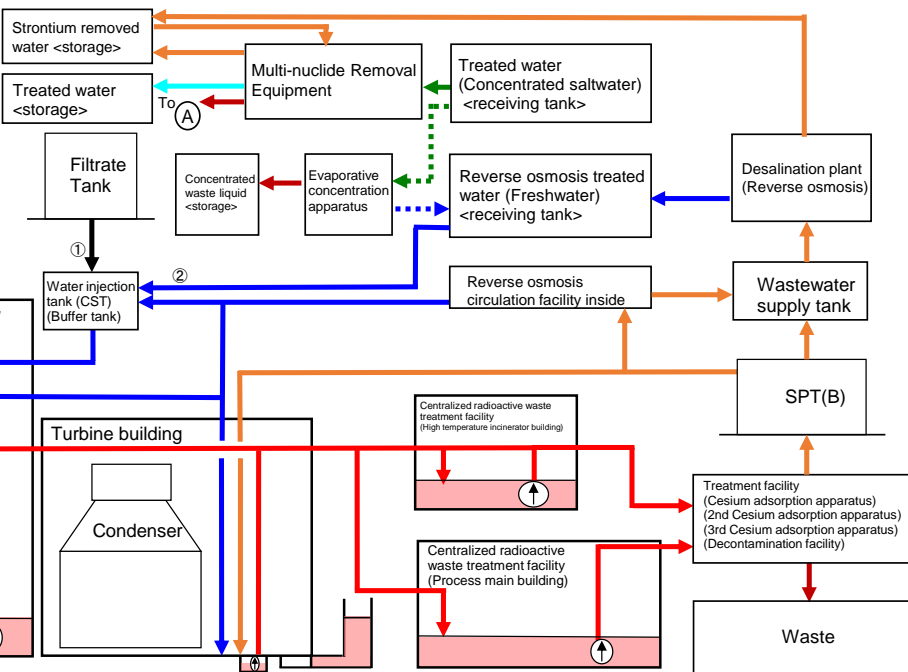 Strontium removed
water <storage>
Multi-nuclide Removal
Equipment
Treated water
(Concentrated saltwater)
<receiving tank>
Treated water
<storage>
To
A
Filtrate
Tank
Concentrated
waste liquid
<storage>
Evaporative
concentration
apparatus
Reverse osmosis treated
water (Freshwater)
<receiving tank>
Desalination plant
(Reverse osmosis)
①
②
Water injection
tank (CST)
(Buffer tank)
Reverse osmosis
circulation facility inside
Wastewater
supply tank
SPT(B)
Turbine building
Condenser
Centralized radioactive waste
treatment facility
(High temperature incinerator building)
Treatment facility
(Cesium adsorption apparatus)
(2nd Cesium adsorption apparatus)
(3rd Cesium adsorption apparatus)
(Decontamination facility)
Centralized radioactive
waste treatment facility
(Process main building)
Waste